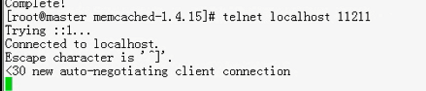 Complete!
[root@master memcached-1.4.15]# telnet localhost 11211
Trying ::1...
Connected to localhost.
Escape character is '^]'.
<30 new auto-negotiating client connection